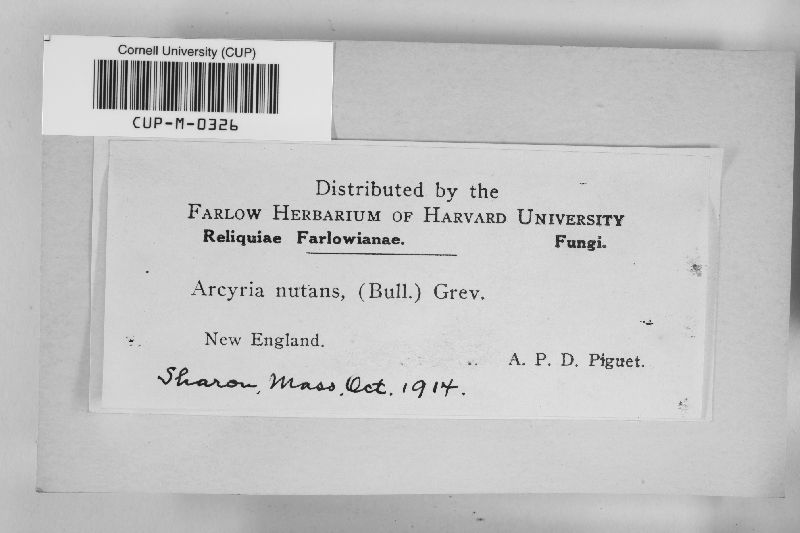 Cornell University (CUP)
CUP-M-0326
Distributed by the
FARLOW HERBARIUM OF HARVARD UNIVERSITY
Reliquiae Farlowianae. Fungi.
Arcyria nutans, (Bull.) Grev.
New England.
A. P. D. Piguet.
Sharon, Mass, Oct. 1914.